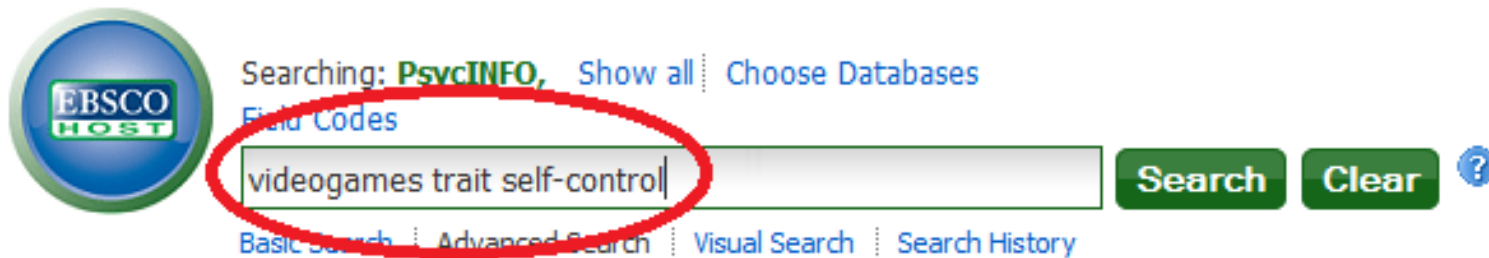 EBSCO
HOST
Searching: PsycINFO, Show all Choose Databases
Field Codes
videogames trait self-control
Search
Clear
?
Basic Search Advanced Search Visual Search Search History